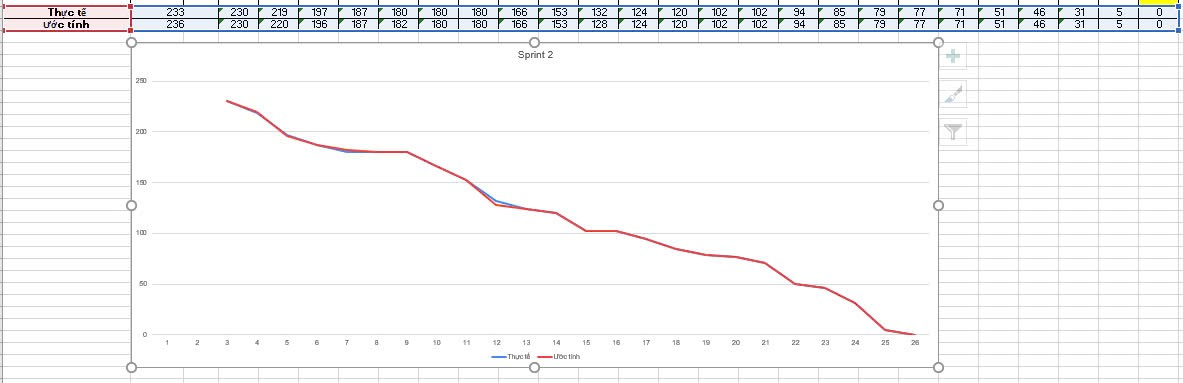 Thực tế 233 230 219 197 187 180 180 180 166 153 132 124 120 102 102 94 85 79 77 71 51 46 31 5 0
Ước tính 236 230 220 196 187 182 180 180 166 153 128 124 120 102 102 94 85 79 77 71 51 46 31 5 0
Sprint 2
250
200
150
100
50
0
1 2 3 4 5 6 7 8 9 10 11 12 13 14 15 16 17 18 19 20 21 22 23 24 25 26
Thực tế Ước tính